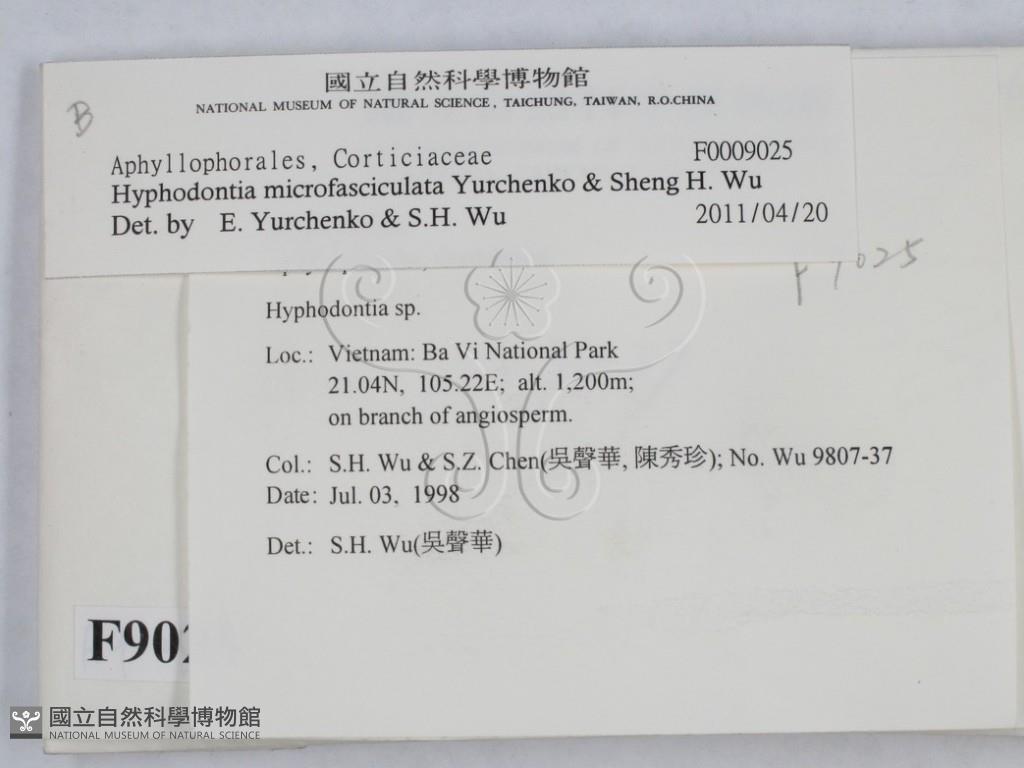 國立自然科學博物館
NATIONAL MUSEUM OF NATURAL SCIENCE, TAICHUNG, TAIWAN, R.O.CHINA
B
Aphyllophorales, Corticiaceae F0009025
Hyphodontia microfasciculata Yurchenko & Sheng H. Wu
Det. by E. Yurchenko & S.H. Wu 2011/04/20
Hyphodontia sp.
Loc.: Vietnam: Ba Vi National Park
21.04N, 105.22E; alt. 1,200m;
on branch of angiosperm.
Col.: S.H. Wu & S.Z. Chen(吳聲華, 陳秀珍); No. Wu 9807-37
Date: Jul. 03, 1998
Det.: S.H. Wu(吳聲華)
F902
國立自然科學博物館
NATIONAL MUSEUM OF NATURAL SCIENCE